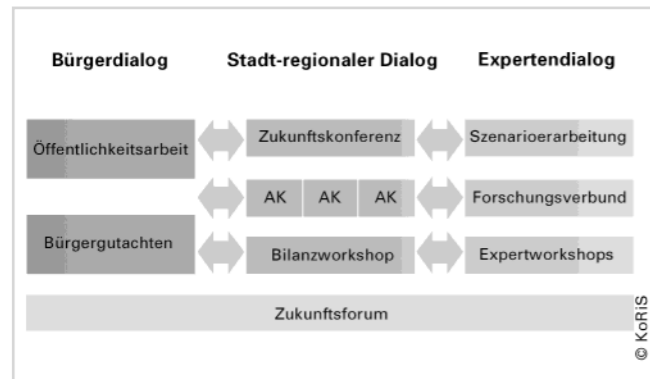 Bürgerdialog
Stadt-regionaler Dialog
Expertendialog
Öffentlichkeitsarbeit
Zukunftskonferenz
Szenarioerarbeitung
AK
AK
AK
Forschungsverbund
Bürgergutachten
Bilanzworkshop
Expertworkshops
Zukunftsforum
© KoRiS